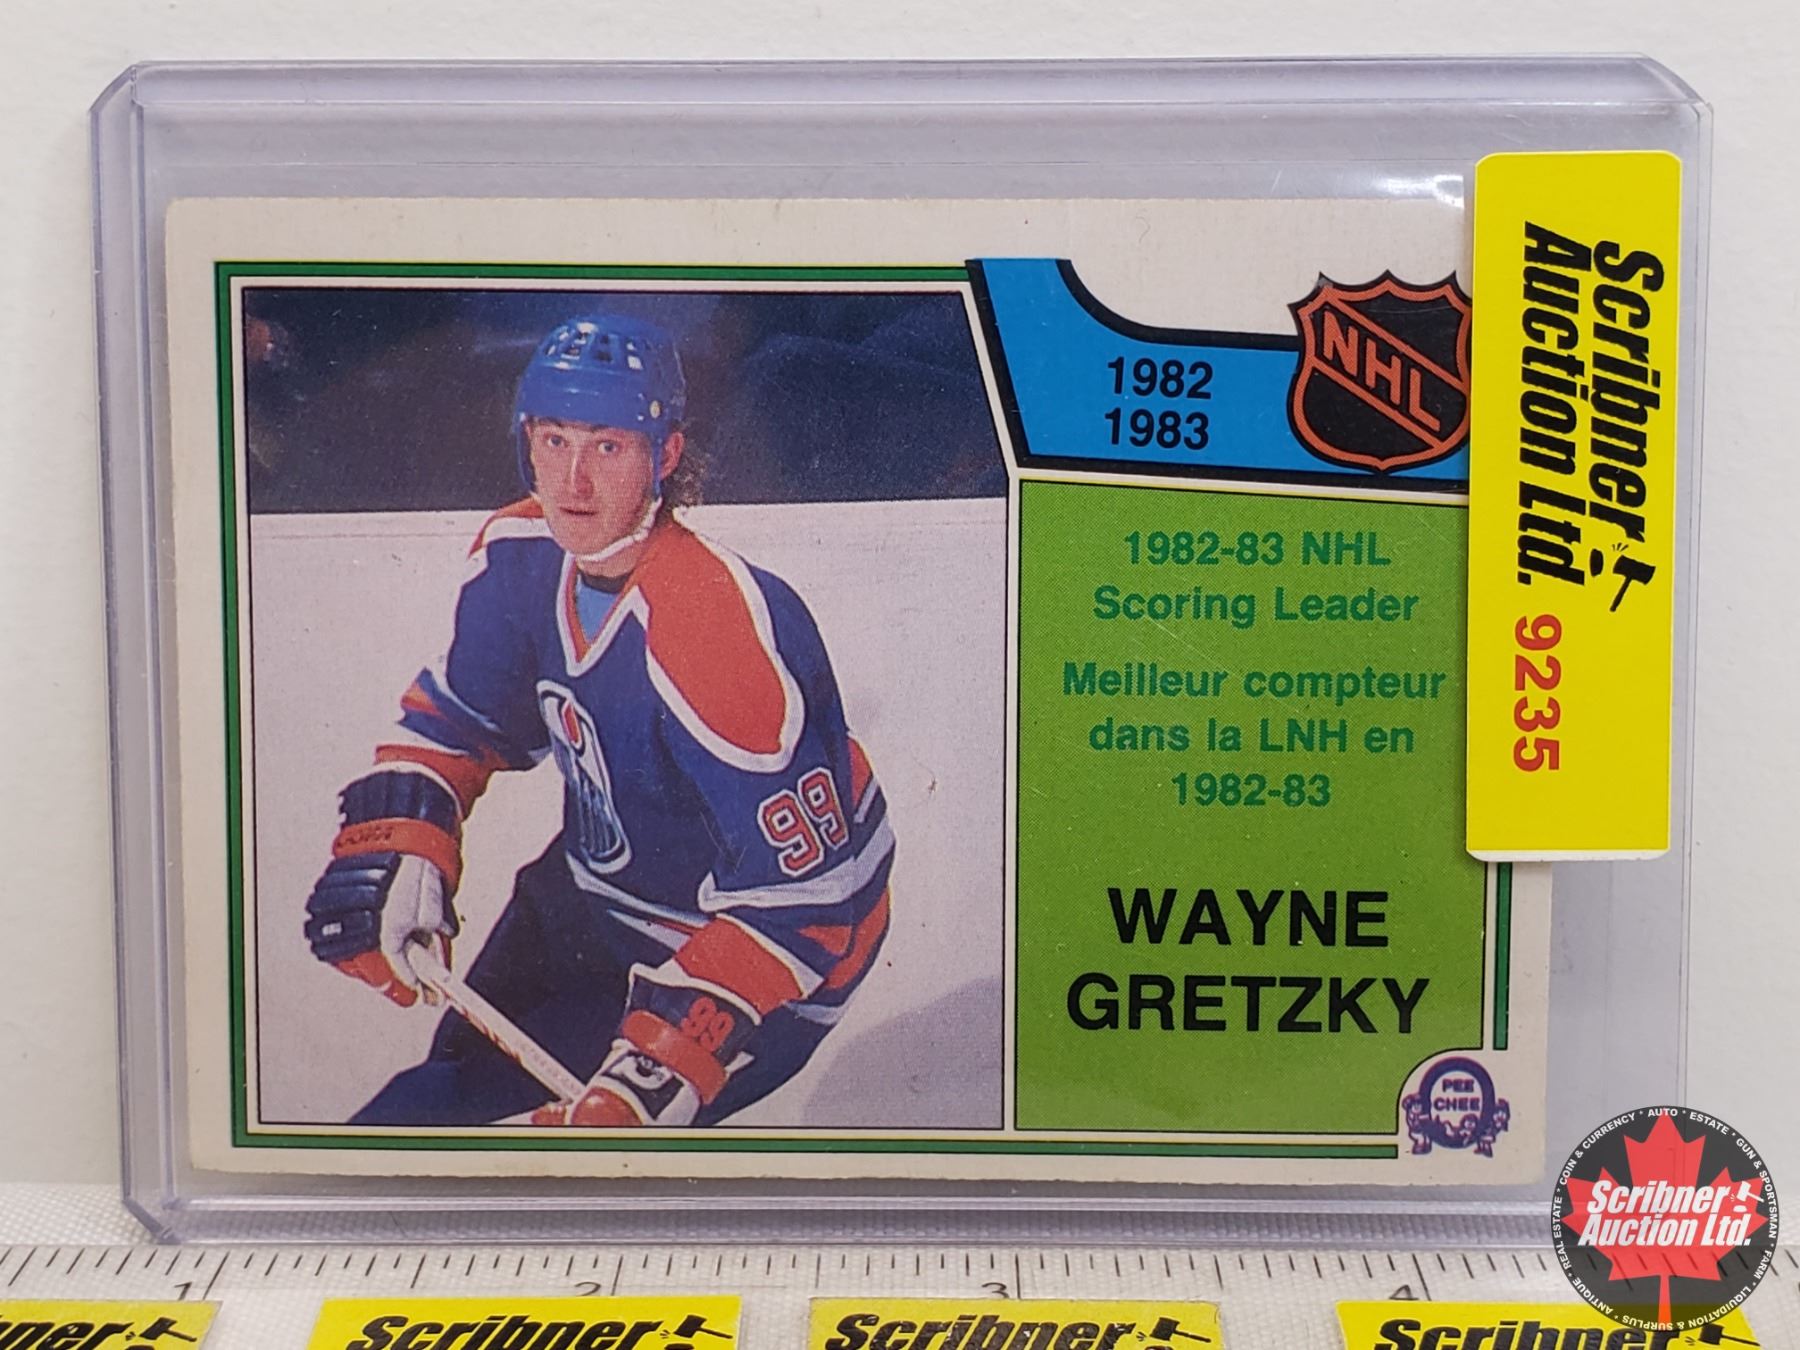 1982
1983
NHL
1982-83 NHL
Scoring Leader
Meilleur compteur
dans la LNH en
1982-83
WAYNE
GRETZKY
PEE
CHEE
99
99
Scribner
Auction Ltd.
9235
1
2
3
4
Scribner
Scribner
Scribner
Scribner
Auction Ltd.
COIN & CURRENCY * AUTO * ESTATE * GUN & SPORTSMAN * FARM * LIQUIDATION & SURPLUS * ANTIQUE * REAL ESTATE *